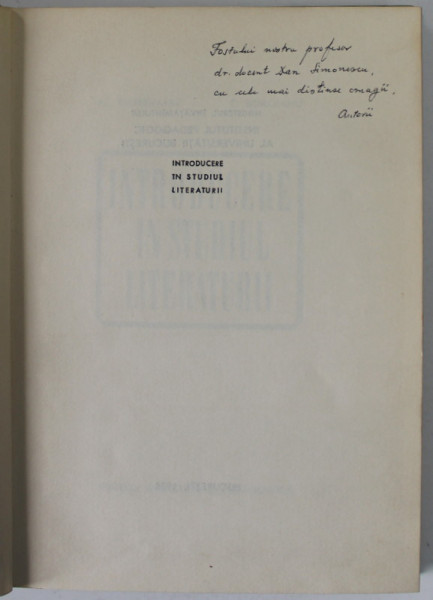 Fostului nostru profesor
dr. docent Dan Simonescu,
cu cele mai distinse omagii,
Autorii
INTRODUCERE
ÎN STUDIUL
LITERATURII